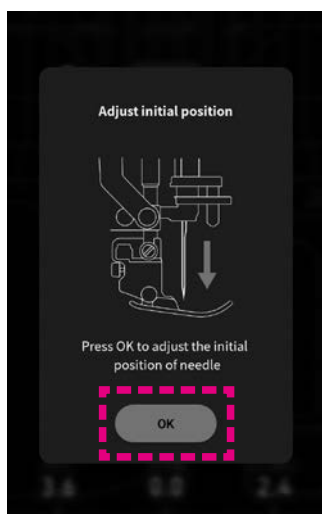 Adjust initial position
Press OK to adjust the initial
position of needle
OK
3.6 0.0 2.4